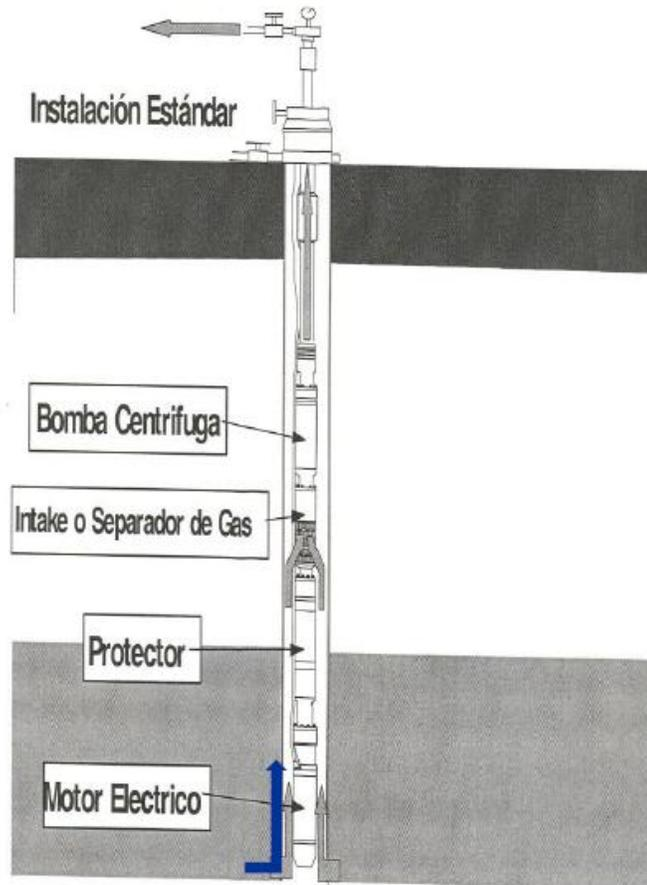 Instalación Estándar
Bomba Centrifuga
Intake o Separador de Gas
Protector
Motor Electrico